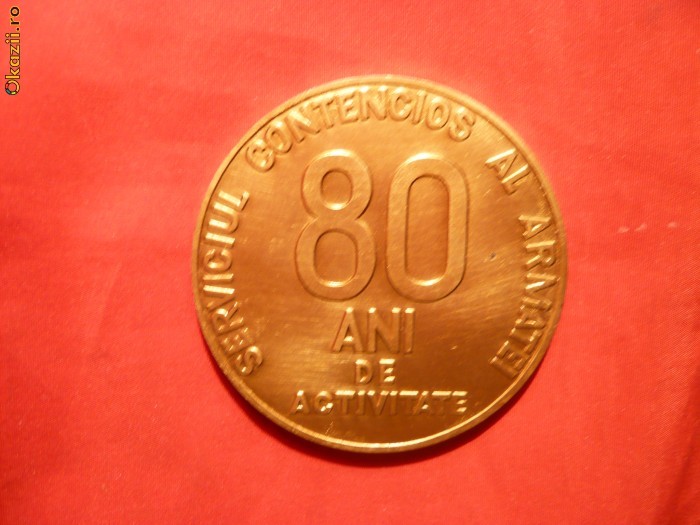 Okazii.ro
SERVICIUL CONTENCIOS AL ARMATEI
80
ANI
DE
ACTIVITATE